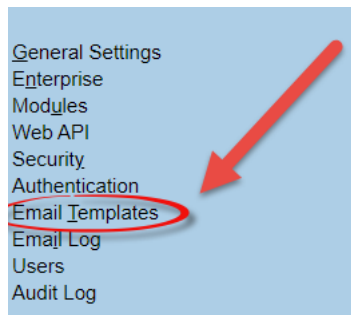 General Settings
Enterprise
Modules
Web API
Security
Authentication
Email Templates
Email Log
Users
Audit Log